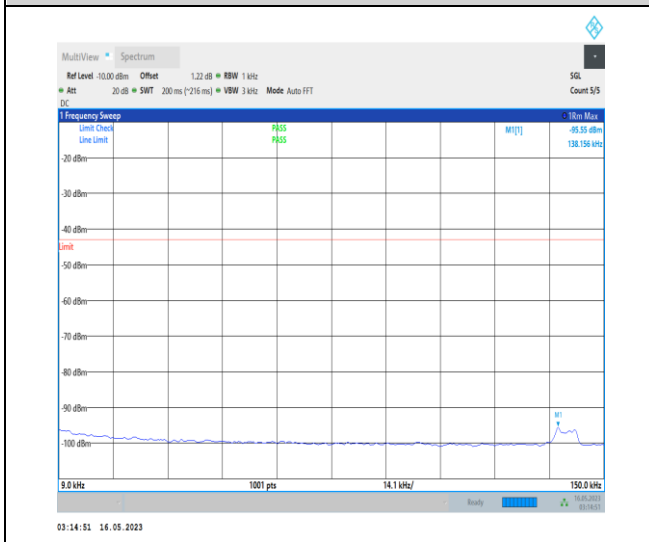 MultiView Spectrum
Ref Level -10.00 dBm Offset 1.22 dB RBW 1 kHz SGL
Att 20 dB SWT 200 ms (~216 ms) VBW 3 kHz Mode Auto FFT Count 5/5
DC
1 Frequency Sweep 1Rm Max
Limit Check PASS M1[1] -95.55 dBm
Line Limit PASS 138.156 kHz
-20 dBm
-30 dBm
-40 dBm
Limit
-50 dBm
-60 dBm
-70 dBm
-80 dBm
-90 dBm
M1
-100 dBm
9.0 kHz 1001 pts 14.1 kHz/ 150.0 kHz
Ready 16.05.2023
03:14:51
03:14:51 16.05.2023